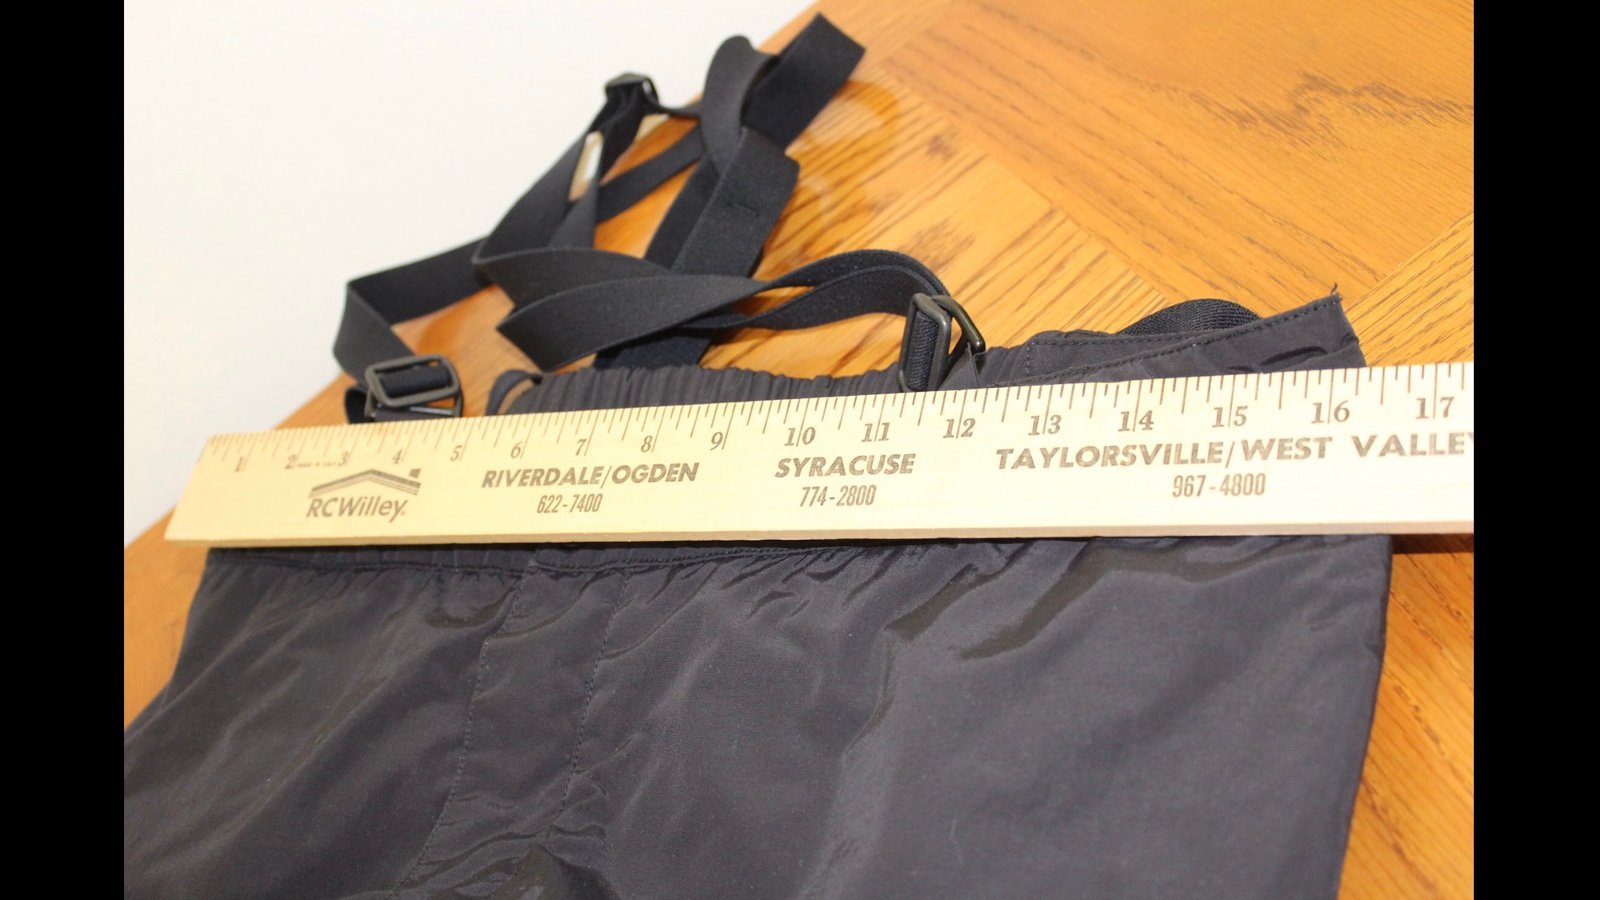 1 2 3 4 5 6 7 8 9 10 11 12 13 14 15 16 17
RCWilley.
RIVERDALE/OGDEN
622-7400
SYRACUSE
774-2800
TAYLORSVILLE/WEST VALLEY
967-4800